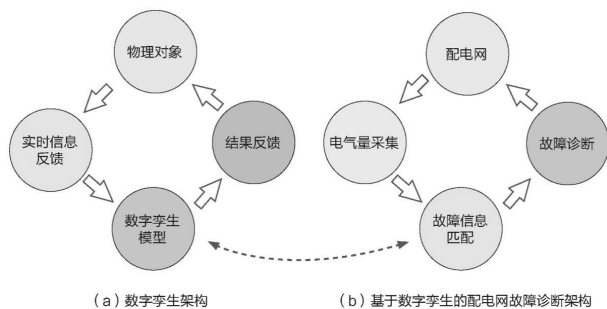 物理对象
实时信息
反馈
结果反馈
数字孪生
模型
（a）数字孪生架构
配电网
电气量采集
故障诊断
故障信息
匹配
（b）基于数字孪生的配电网故障诊断架构